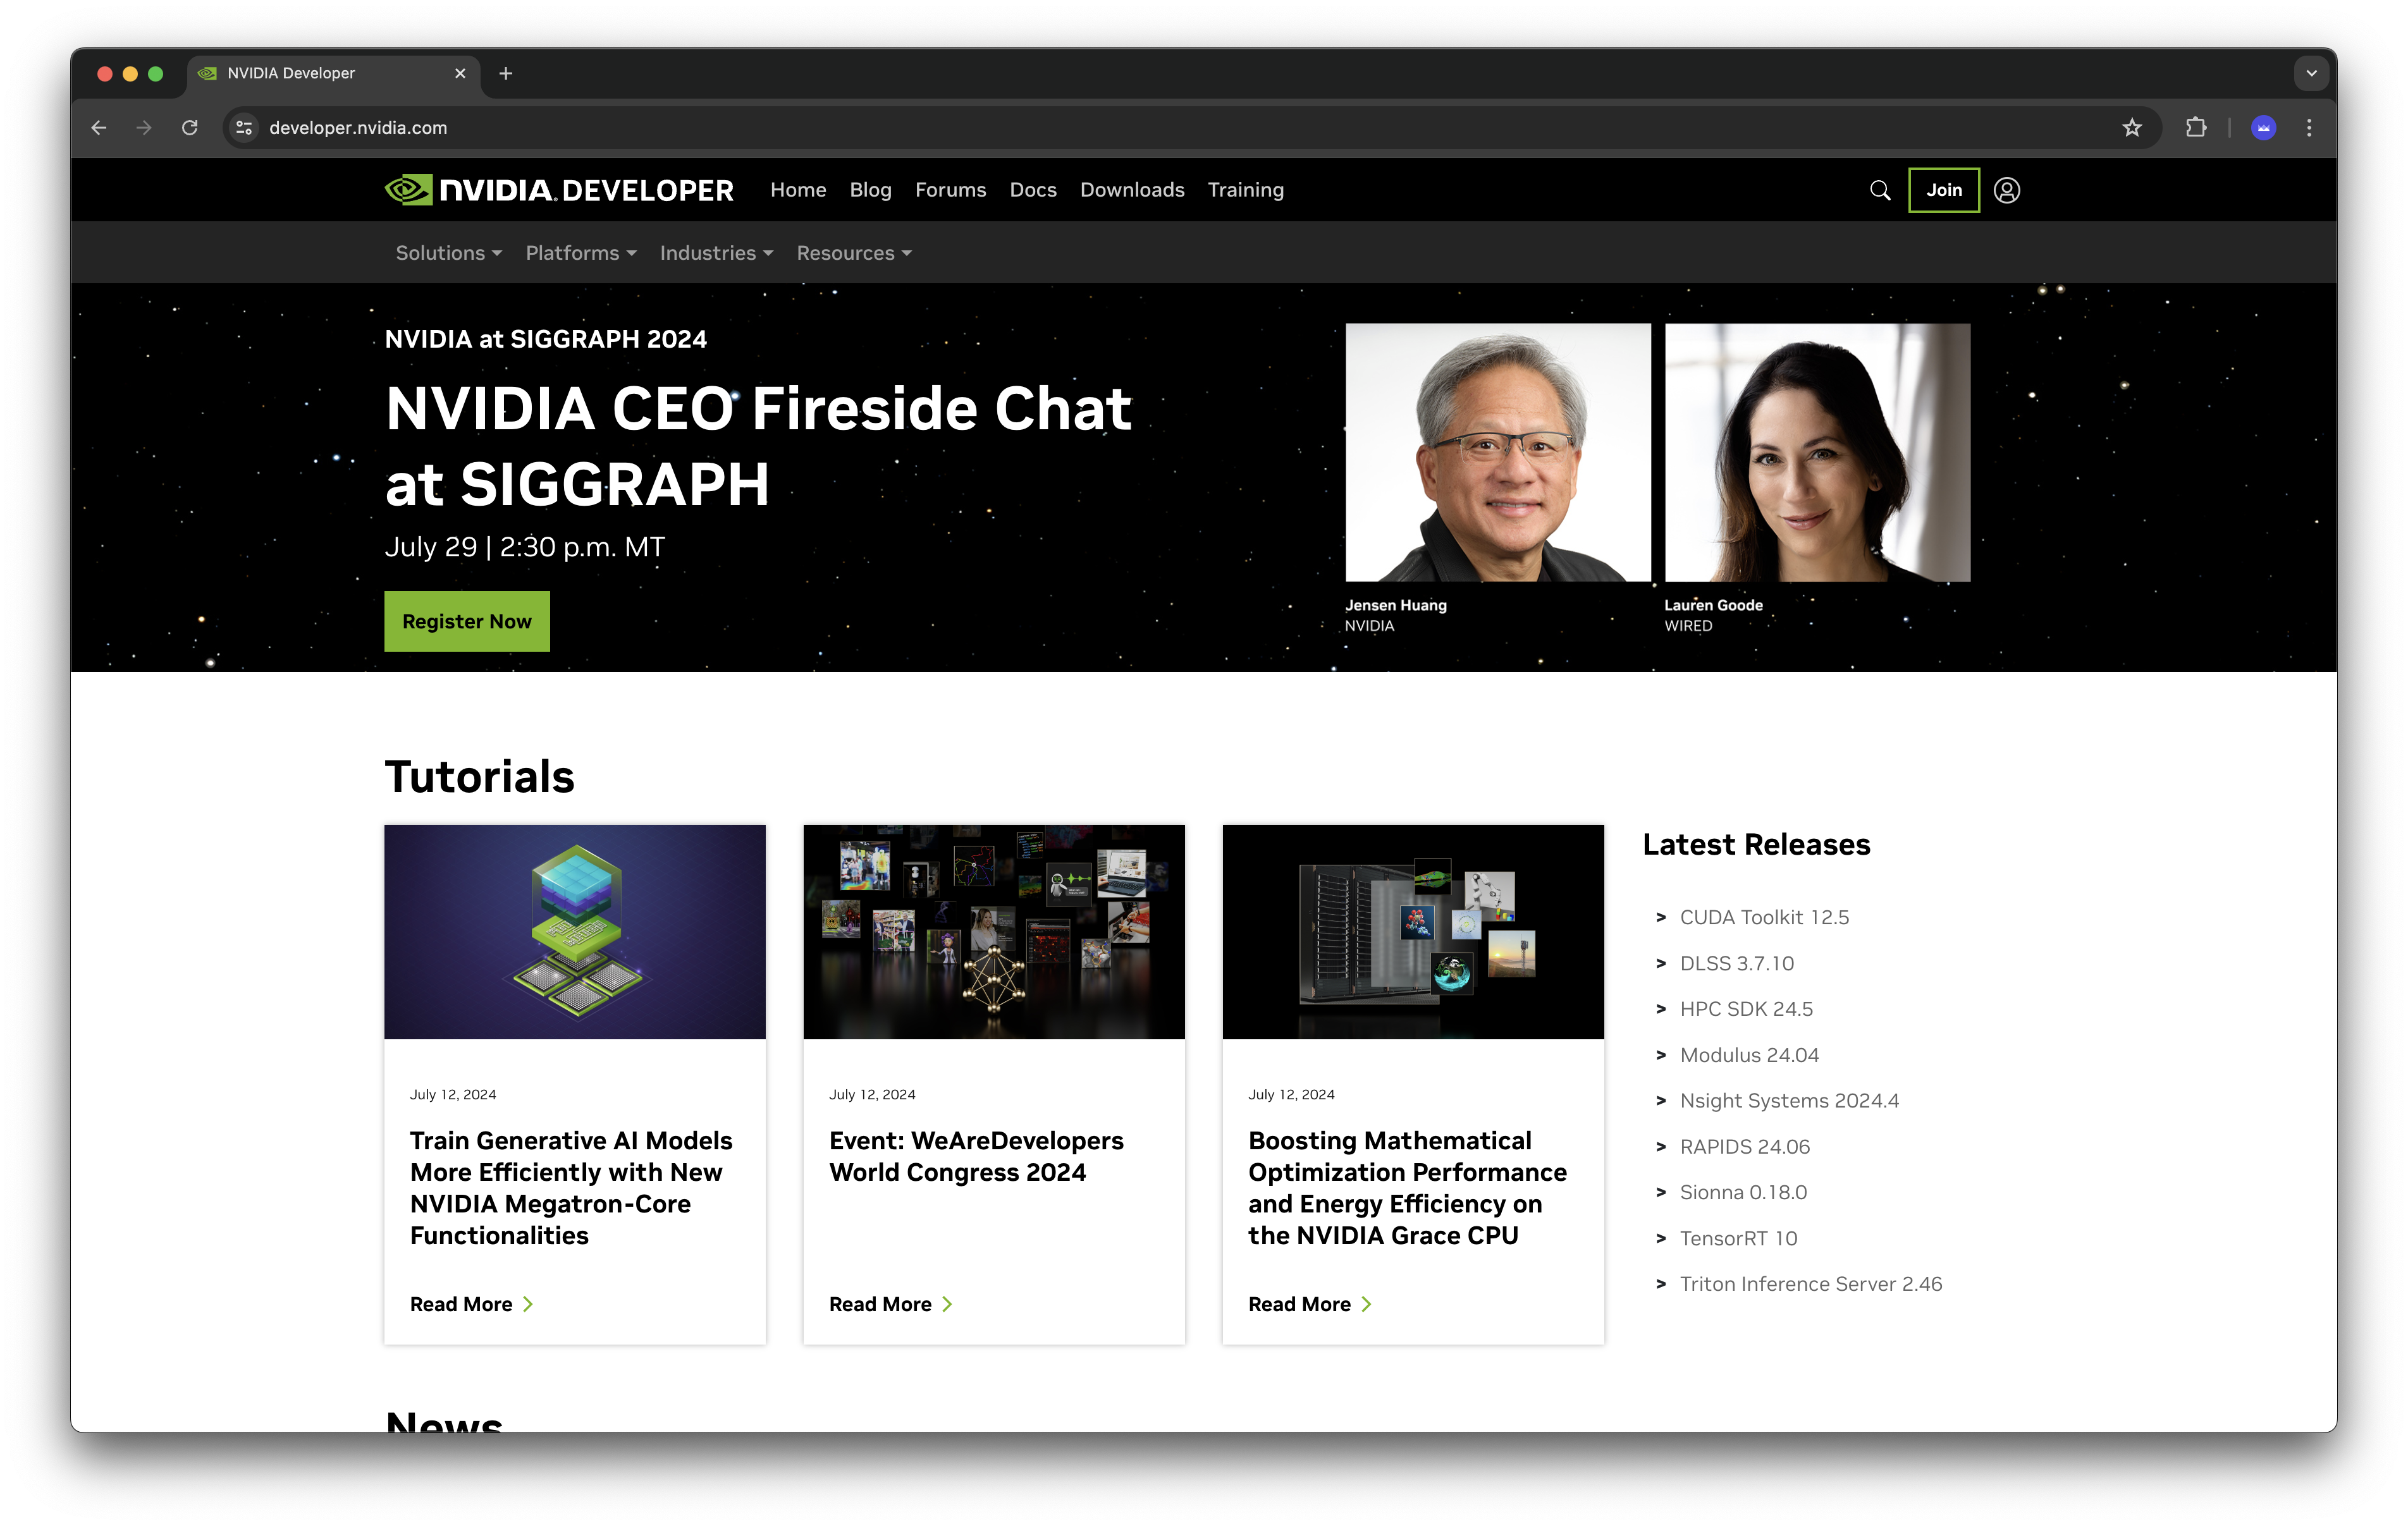 NVIDIA Developer
developer.nvidia.com
NVIDIA. DEVELOPER
Home
Blog
Forums
Docs
Downloads
Training
Join
Solutions
Platforms
Industries
Resources
NVIDIA at SIGGRAPH 2024
NVIDIA CEO Fireside Chat
at SIGGRAPH
July 29 | 2:30 p.m. MT
Register Now
Jensen Huang
NVIDIA
Lauren Goode
WIRED
Tutorials
July 12, 2024
Train Generative AI Models
More Efficiently with New
NVIDIA Megatron-Core
Functionalities
Read More
July 12, 2024
Event: WeAreDevelopers
World Congress 2024
Read More
July 12, 2024
Boosting Mathematical
Optimization Performance
and Energy Efficiency on
the NVIDIA Grace CPU
Read More
Latest Releases
> CUDA Toolkit 12.5
> DLSS 3.7.10
> HPC SDK 24.5
> Modulus 24.04
> Nsight Systems 2024.4
> RAPIDS 24.06
> Sionna 0.18.0
> TensorRT 10
> Triton Inference Server 2.46
News